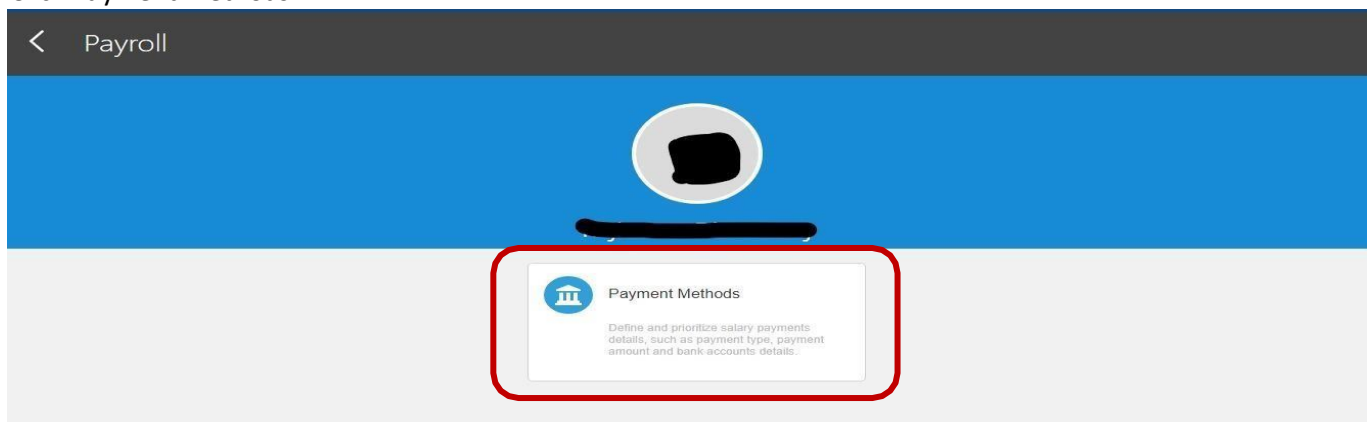 Payroll
Payment Methods
Define and prioritize salary payments
details, such as payment type, payment
amount and bank accounts details.